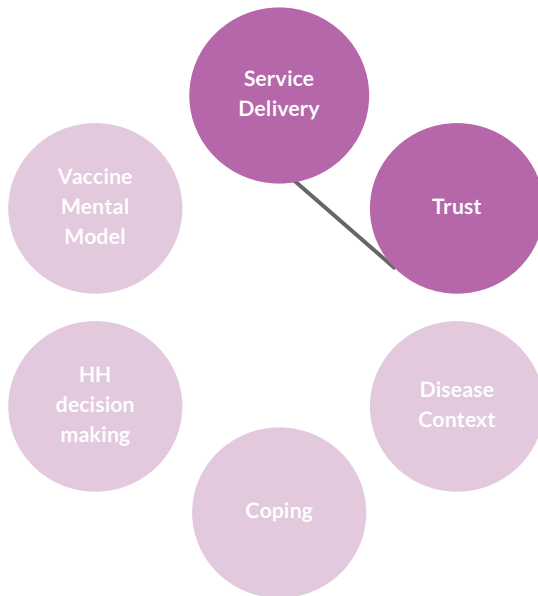 Service
Delivery
Vaccine
Mental
Model
Trust
HH
decision
making
Disease
Context
Coping